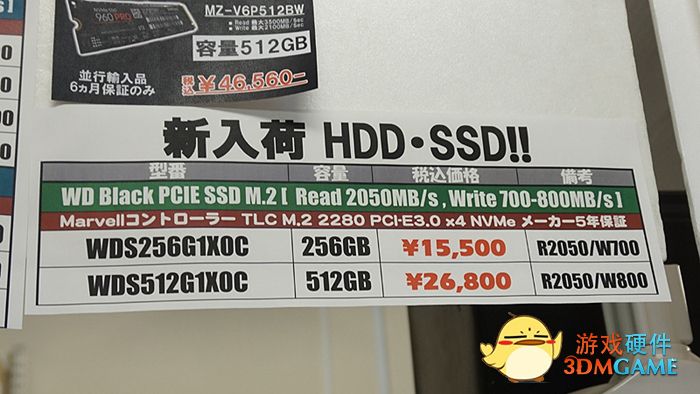 960 PRO
MZ-V6P512BW
● Read 最大3500MB/Sec
● Write 最大2100MB/Sec
容量512GB
並行輸入品
6ヵ月保証のみ
税込 ¥46,560ー
新入荷 HDD・SSD!!
型番 容量 税込価格 備考
WD Black PCIE SSD M.2 [ Read 2050MB/s , Write 700-800MB/s ]
Marvellコントローラー TLC M.2 2280 PCI-E3.0 x4 NVMe メーカー5年保証
WDS256G1X0C 256GB ¥15,500 R2050/W700
WDS512G1X0C 512GB ¥26,800 R2050/W800
游戏硬件
3DMGAME